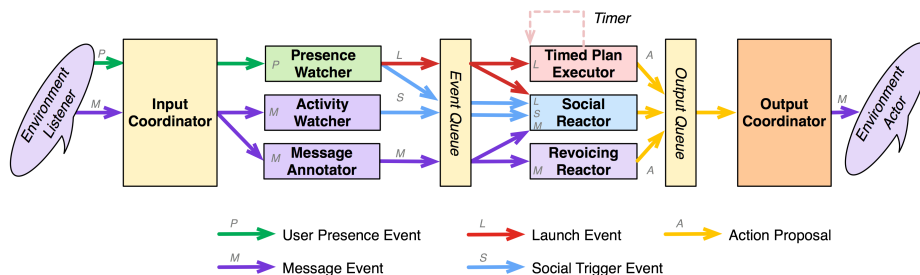 Timer
P
L
A
Environment
Listener
M
Input
Coordinator
P
Presence
Watcher
S
M
Activity
Watcher
M
Message
Annotator
M
Event Queue
L
Timed Plan
Executor
L
S
M
Social
Reactor
M
Revoicing
Reactor
A
Output Queue
Output
Coordinator
M
Environment
Actor
P
User Presence Event
L
Launch Event
A
Action Proposal
M
Message Event
S
Social Trigger Event